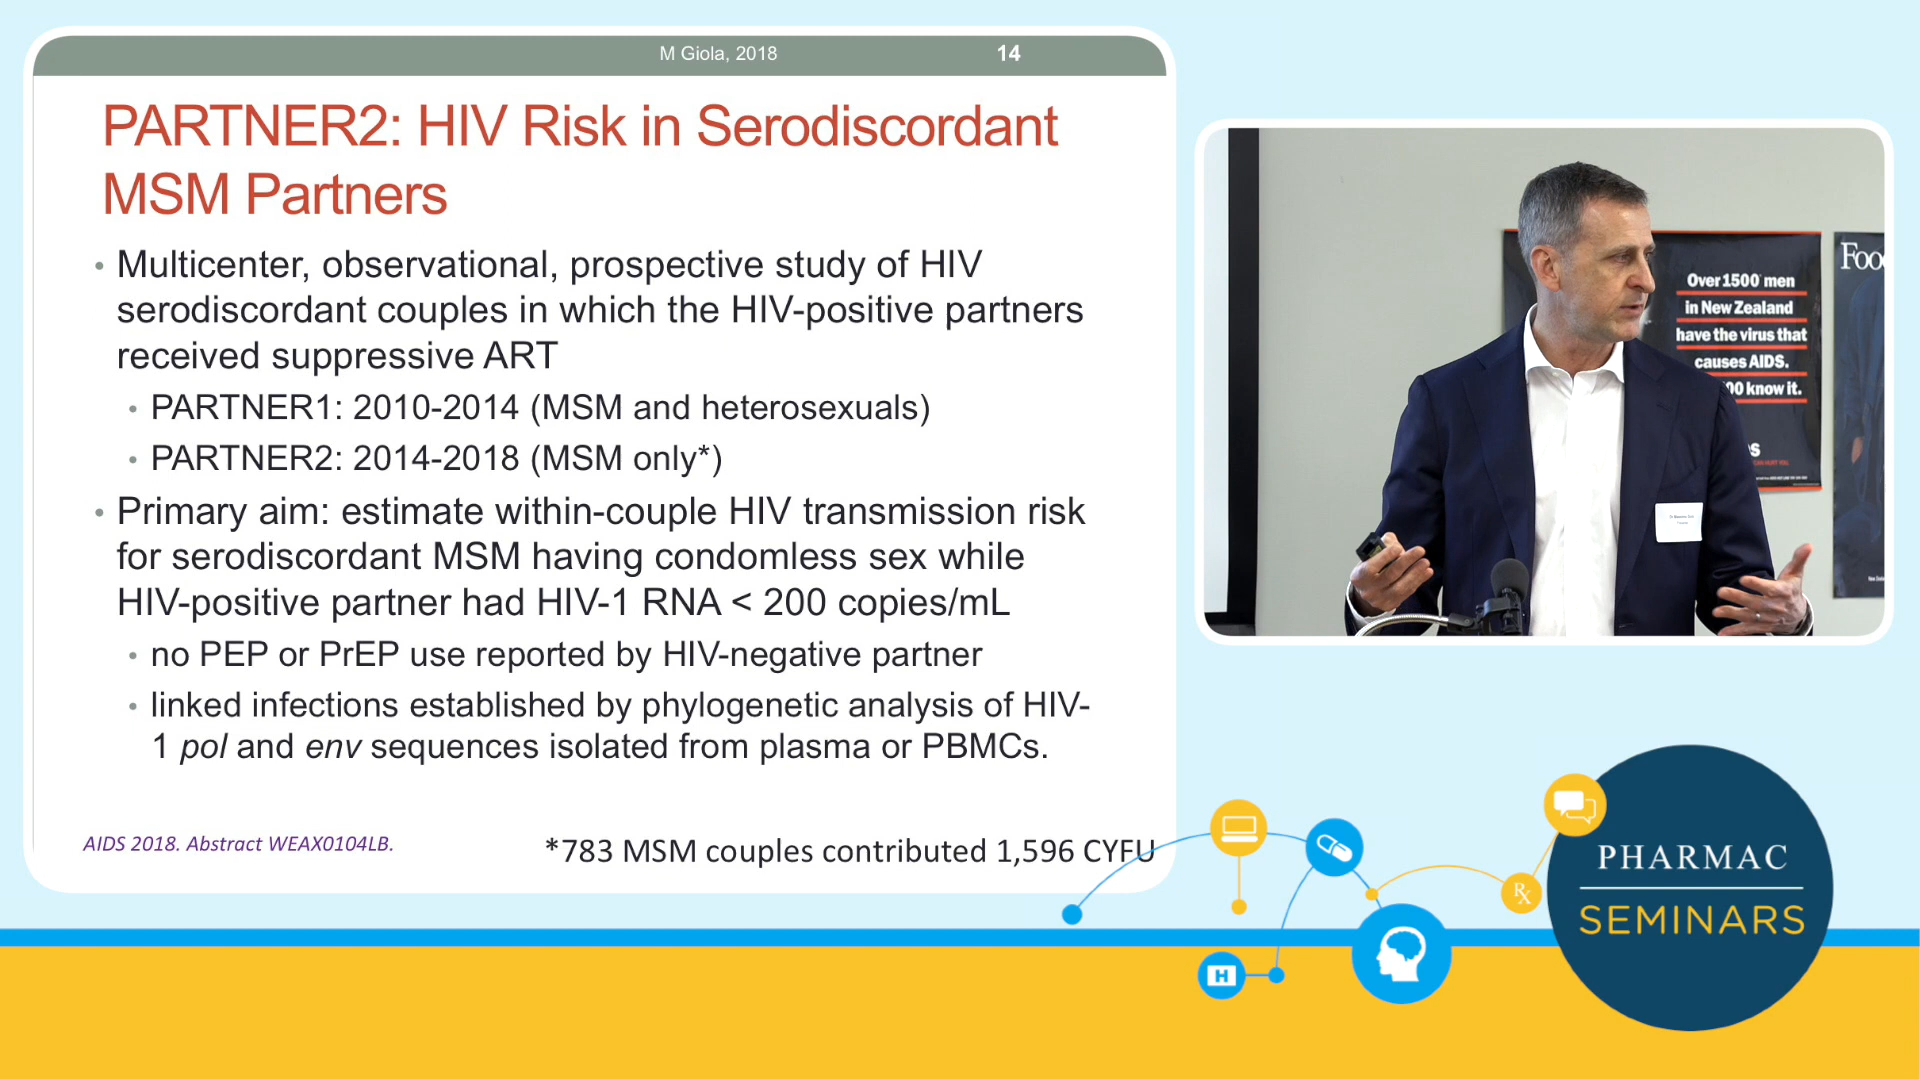 M Giola, 2018
14
PARTNER2: HIV Risk in Serodiscordant
MSM Partners
• Multicenter, observational, prospective study of HIV
serodiscordant couples in which the HIV-positive partners
received suppressive ART
• PARTNER1: 2010-2014 (MSM and heterosexuals)
• PARTNER2: 2014-2018 (MSM only*)
• Primary aim: estimate within-couple HIV transmission risk
for serodiscordant MSM having condomless sex while
HIV-positive partner had HIV-1 RNA < 200 copies/mL
• no PEP or PrEP use reported by HIV-negative partner
• linked infections established by phylogenetic analysis of HIV-
1 pol and env sequences isolated from plasma or PBMCs.
AIDS 2018. Abstract WEAX0104LB.
*783 MSM couples contributed 1,596 CYFU
Over 1500 men
in New Zealand
have the virus that
causes AIDS.
00 know it.
Foo
Rx
H
PHARMAC
SEMINARS